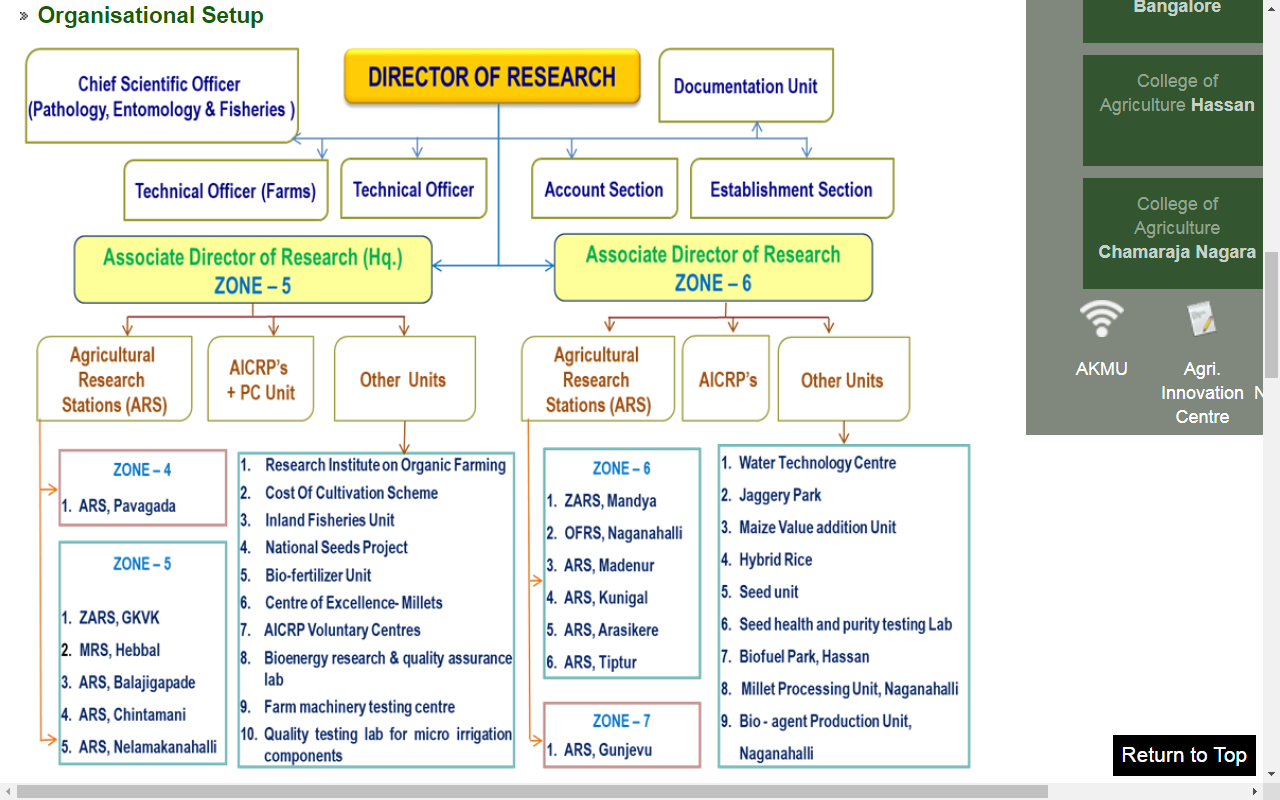 » Organisational Setup
Chief Scientific Officer
(Pathology, Entomology & Fisheries )
DIRECTOR OF RESEARCH
Documentation Unit
Technical Officer (Farms)
Technical Officer
Account Section
Establishment Section
Associate Director of Research (Hq.)
ZONE – 5
Associate Director of Research
ZONE – 6
Agricultural
Research
Stations (ARS)
AICRP's
+ PC Unit
Other Units
Agricultural
Research
Stations (ARS)
AICRP's
Other Units
ZONE – 4
1. ARS, Pavagada
ZONE – 5
1. ZARS, GKVK
2. MRS, Hebbal
3. ARS, Balajigapade
4. ARS, Chintamani
5. ARS, Nelamakanahalli
1. Research Institute on Organic Farming
2. Cost Of Cultivation Scheme
3. Inland Fisheries Unit
4. National Seeds Project
5. Bio-fertilizer Unit
6. Centre of Excellence- Millets
7. AICRP Voluntary Centres
8. Bioenergy research & quality assurance
lab
9. Farm machinery testing centre
10. Quality testing lab for micro irrigation
components
ZONE – 6
1. ZARS, Mandya
2. OFRS, Naganahalli
3. ARS, Madenur
4. ARS, Kunigal
5. ARS, Arasikere
6. ARS, Tiptur
ZONE – 7
1. ARS, Gunjevu
1. Water Technology Centre
2. Jaggery Park
3. Maize Value addition Unit
4. Hybrid Rice
5. Seed unit
6. Seed health and purity testing Lab
7. Biofuel Park, Hassan
8. Millet Processing Unit, Naganahalli
9. Bio - agent Production Unit,
Naganahalli
Bangalore
College of
Agriculture Hassan
College of
Agriculture
Chamaraja Nagara
AKMU
Agri.
Innovation
Centre
Return to Top